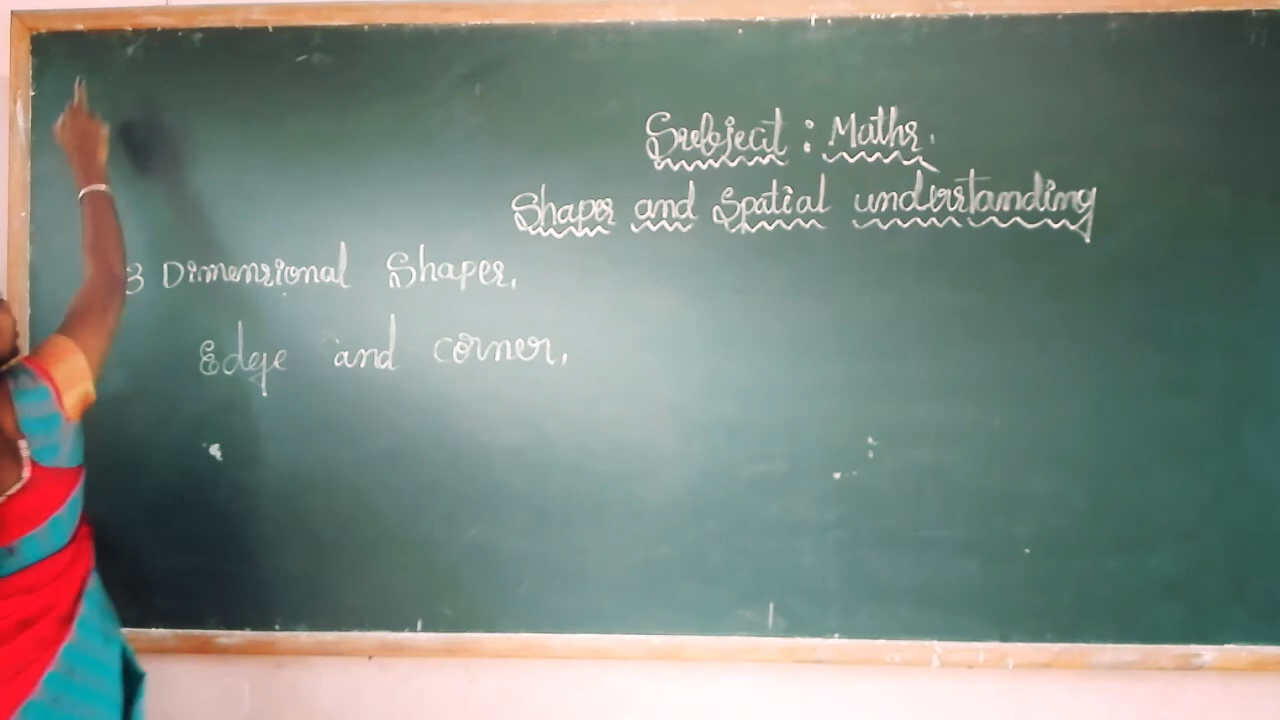 Subject : Maths.
Shapes and Spatial understanding
3 Dimensional Shapes.
Edge and corner.